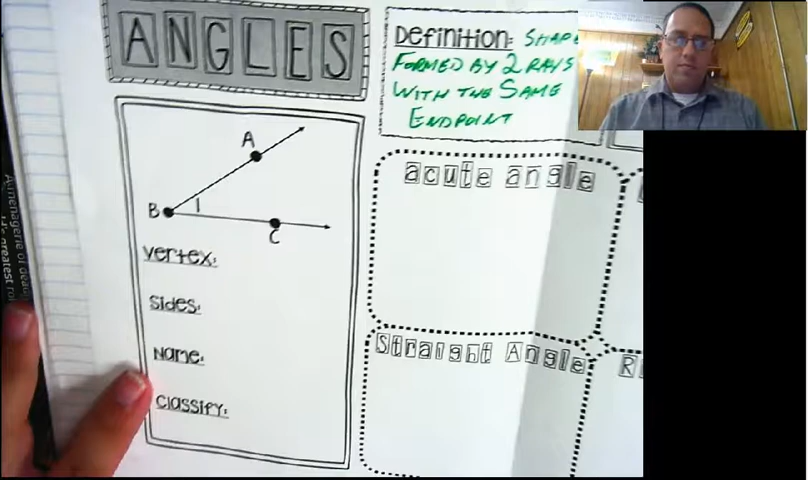 ANGLES
Definition: SHAPE
FORMED BY 2 RAYS
WITH THE SAME
ENDPOINT
A
B
1
C
Vertex:
Sides:
Name:
Classify:
acute angle
Straight Angle
R